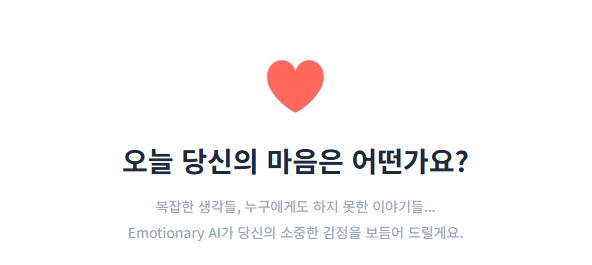 오늘 당신의 마음은 어떤가요?
복잡한 생각들, 누구에게도 하지 못한 이야기들...
Emotionary AI가 당신의 소중한 감정을 보듬어 드릴게요.